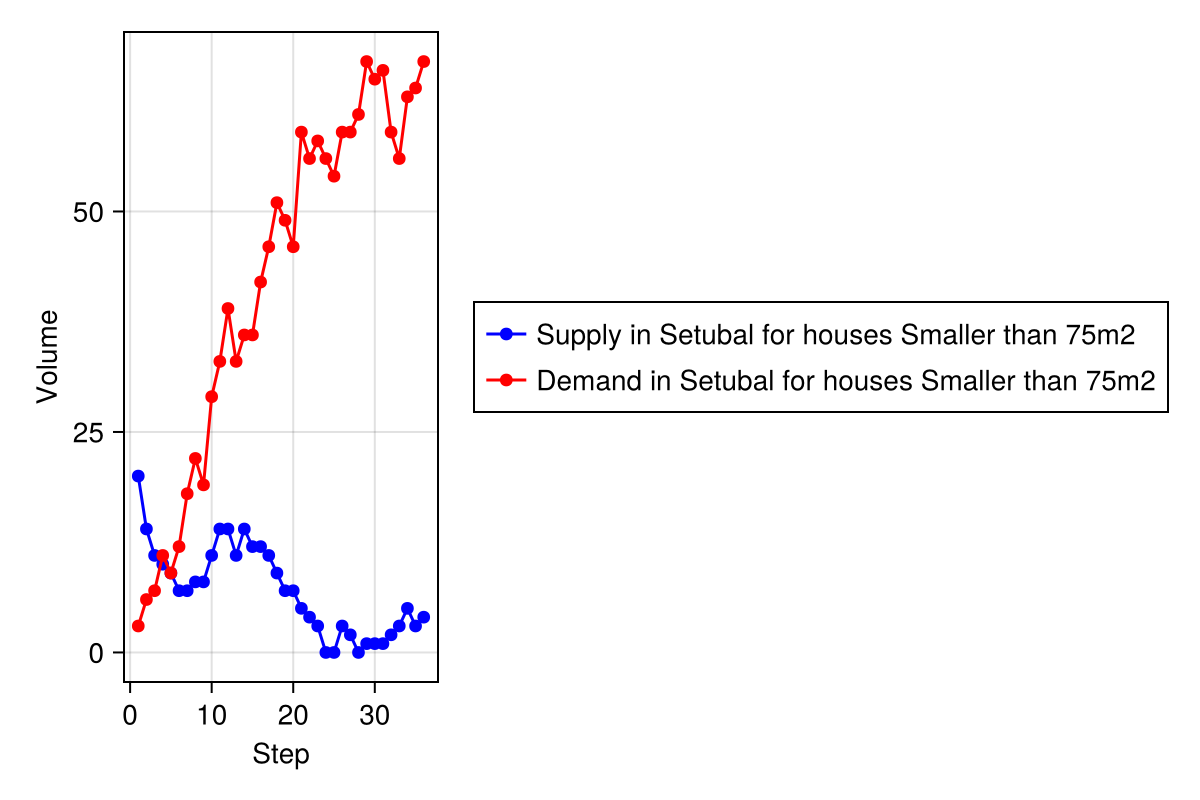 Volume
50
25
0
0 10 20 30
Step
Supply in Setubal for houses Smaller than 75m2
Demand in Setubal for houses Smaller than 75m2